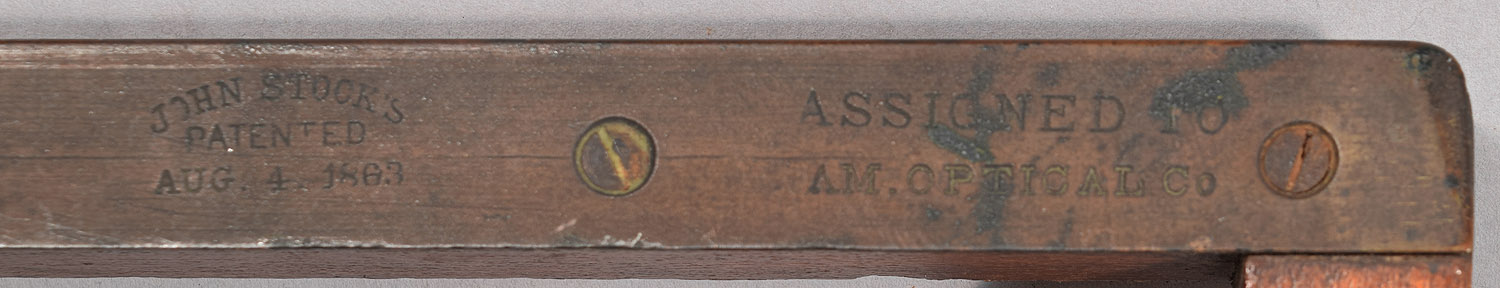 JOHN STOCK'S
PATENTED
AUG. 4. 1863
ASSIGNED TO
AM. OPTICAL Co